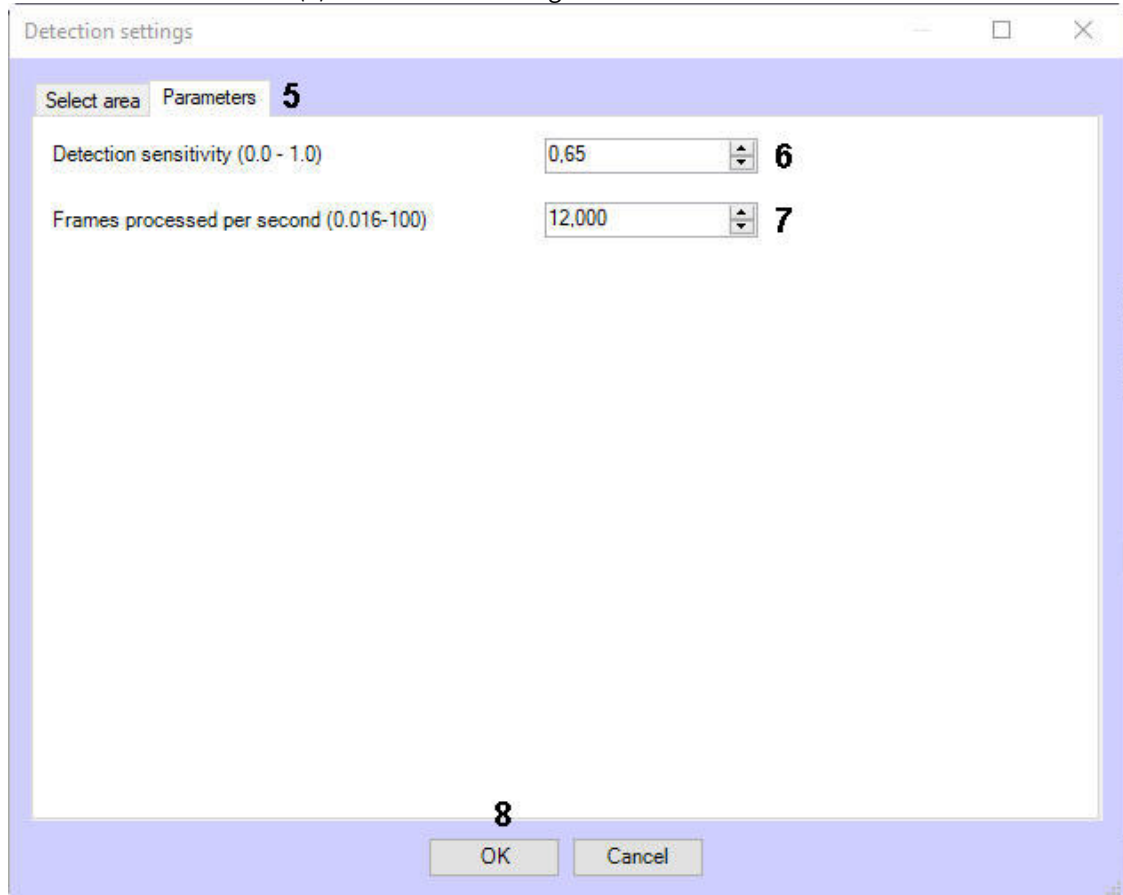 Detection settings
Select area Parameters 5
Detection sensitivity (0.0 - 1.0) 0,65 6
Frames processed per second (0.016-100) 12,000 7
8
OK Cancel